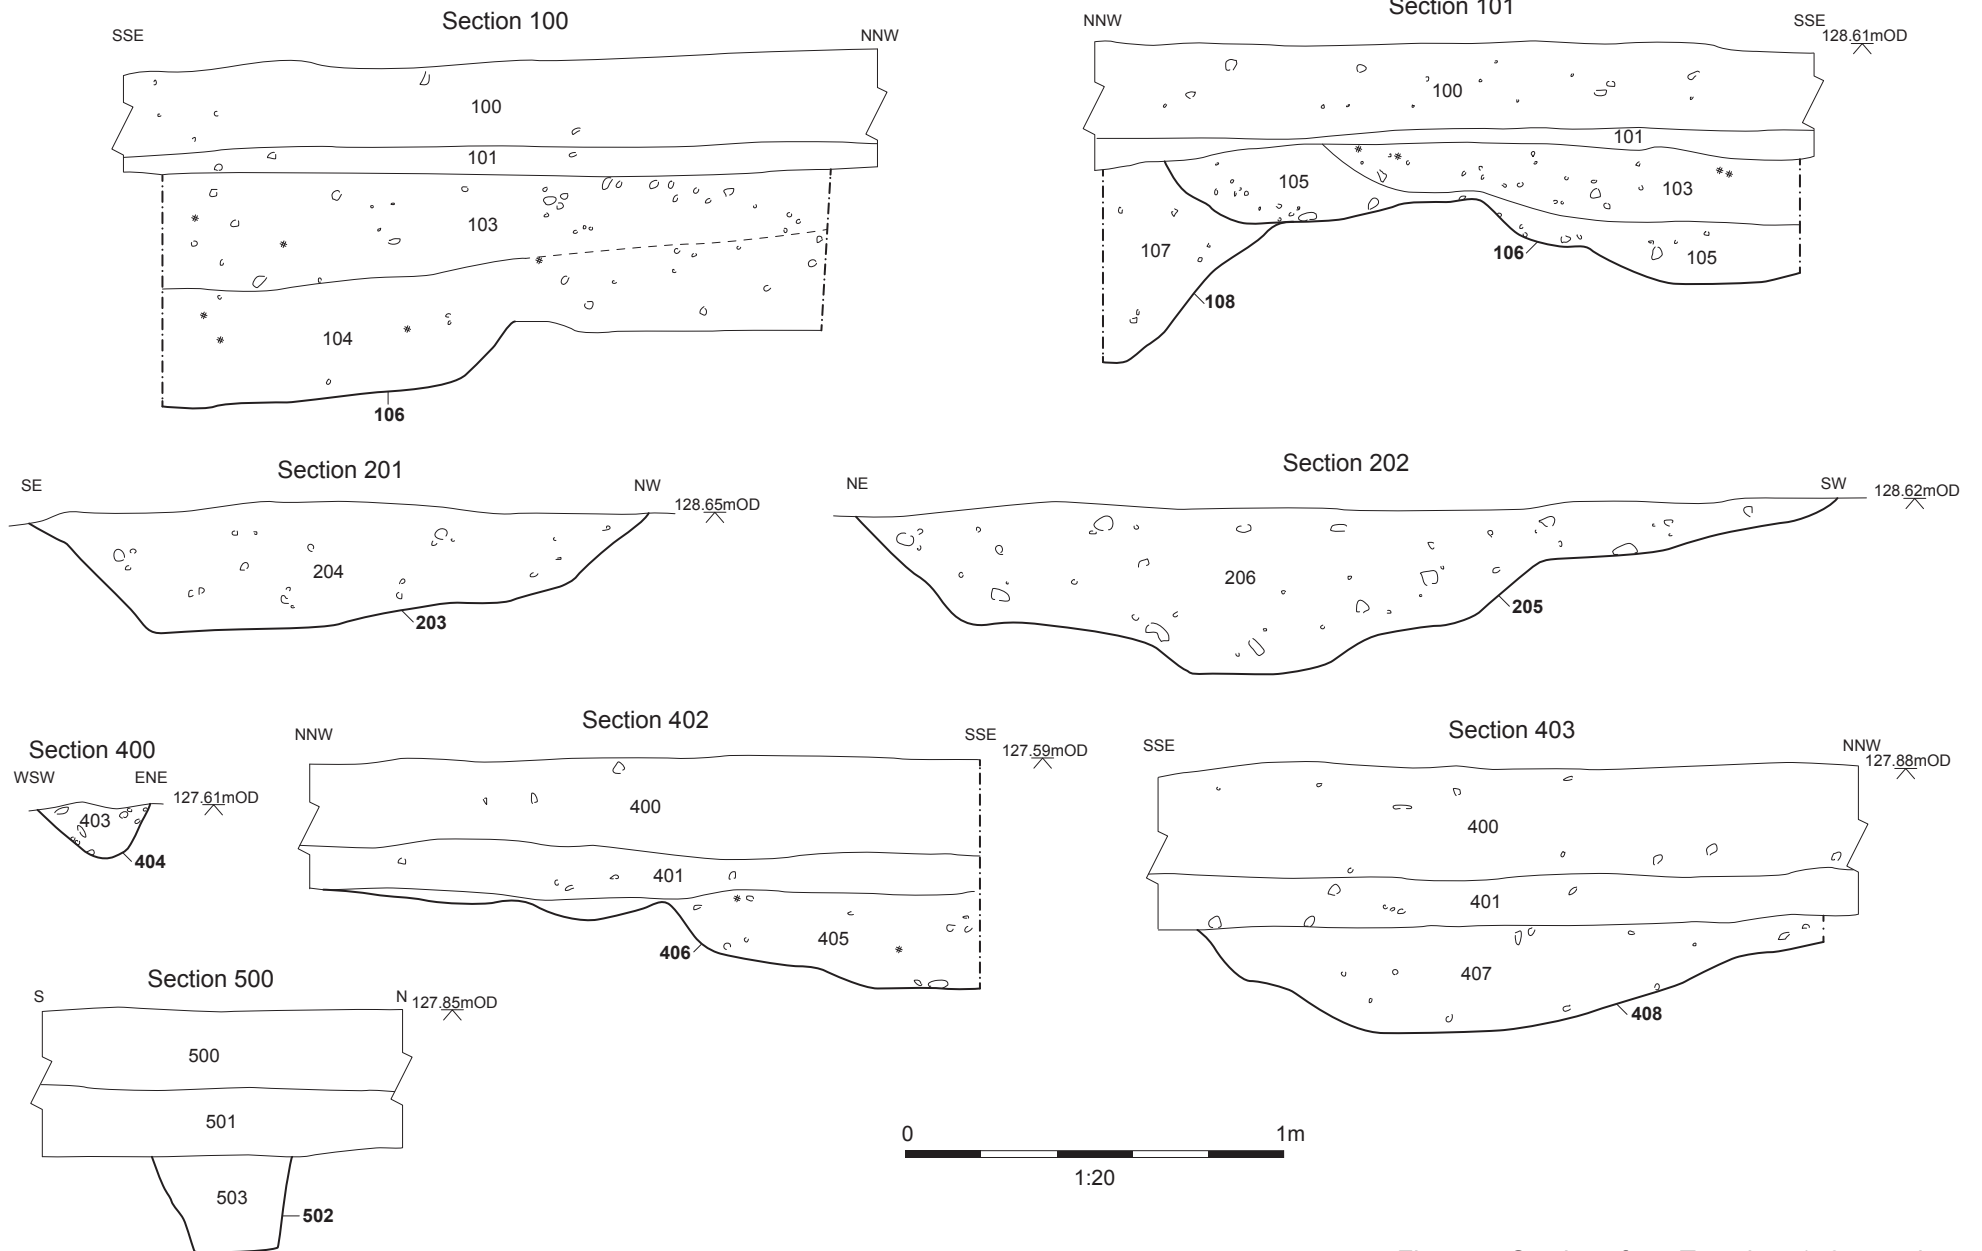 Section 100
SSE
NNW
100
101
103
104
106
Section 101
NNW
SSE
128.61mOD
100
101
105
103
107
106
105
108
Section 201
SE
NW
128.65mOD
204
203
Section 202
NE
SW
128.62mOD
206
205
Section 400
WSW
ENE
127.61mOD
403
404
Section 402
NNW
SSE
127.59mOD
400
401
405
406
Section 403
SSE
NNW
127.88mOD
400
401
407
408
Section 500
S
N
127.85mOD
500
501
503
502
0
1m
1:20